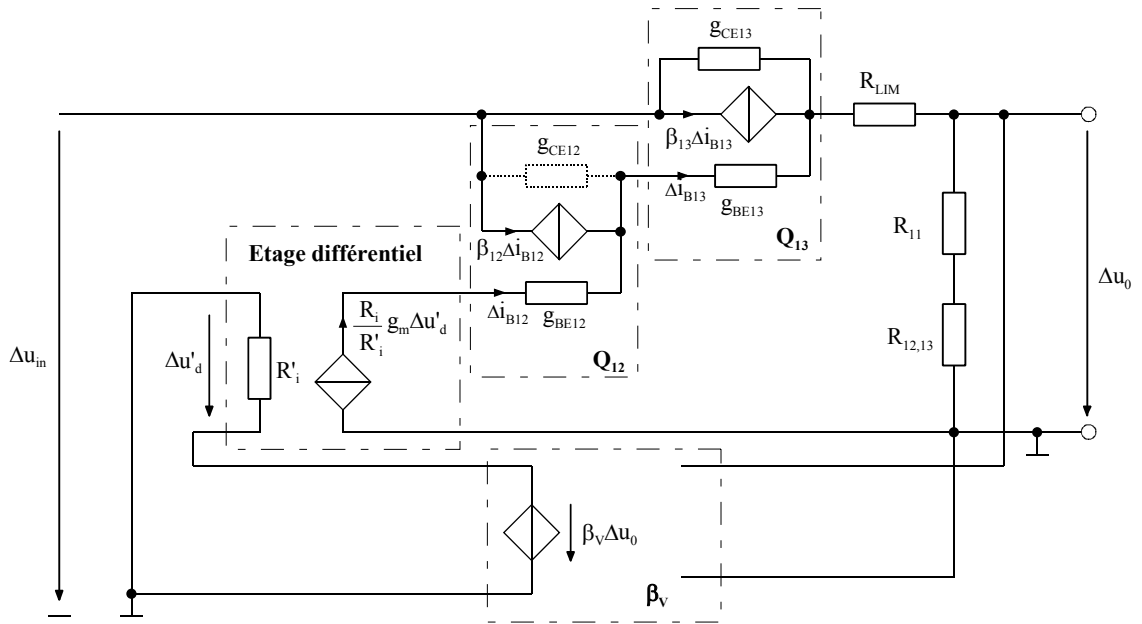 g_CE13
R_LIM
β_13Δi_B13
g_CE12
Δi_B13
g_BE13
Q_13
R_11
β_12Δi_B12
Etage différentiel
Δu_0
R_i/R'_i g_mΔu'_d
Δi_B12
g_BE12
R_12,13
Δu_in
Δu'_d
R'_i
Q_12
β_VΔu_0
β_V